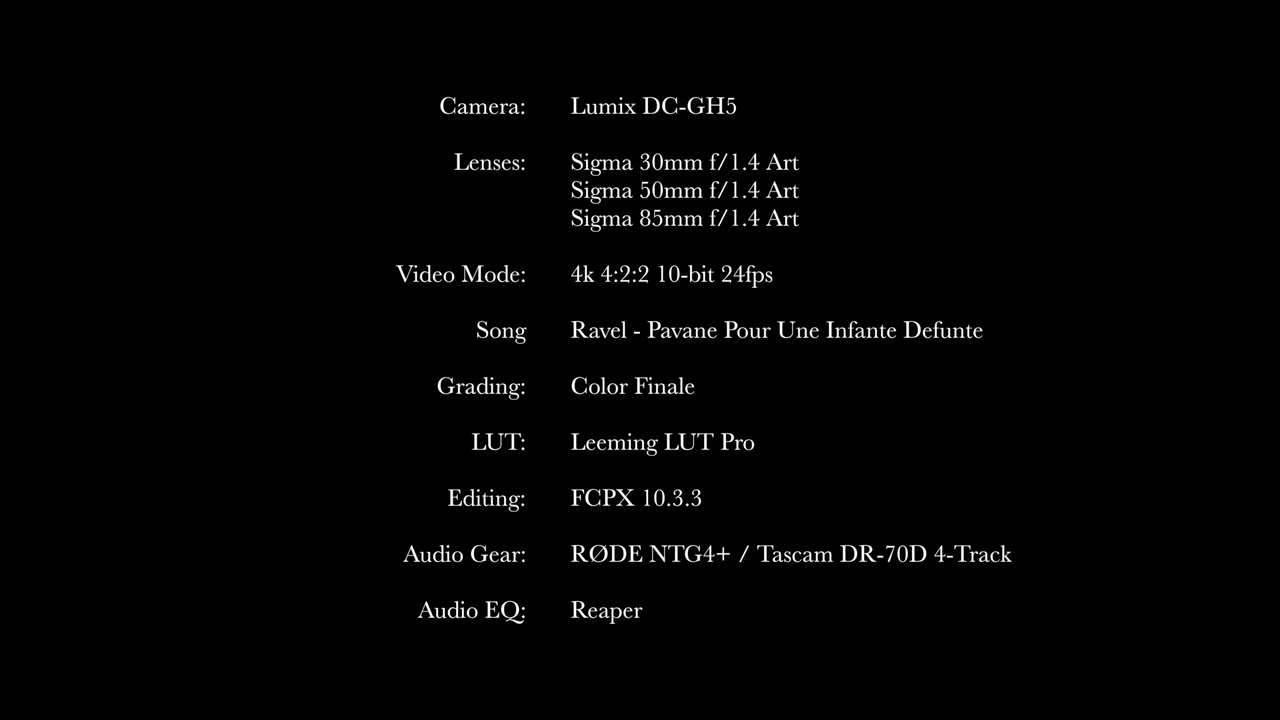 Camera: Lumix DC-GH5
Lenses: Sigma 30mm f/1.4 Art
Sigma 50mm f/1.4 Art
Sigma 85mm f/1.4 Art
Video Mode: 4k 4:2:2 10-bit 24fps
Song Ravel - Pavane Pour Une Infante Defunte
Grading: Color Finale
LUT: Leeming LUT Pro
Editing: FCPX 10.3.3
Audio Gear: RØDE NTG4+ / Tascam DR-70D 4-Track
Audio EQ: Reaper